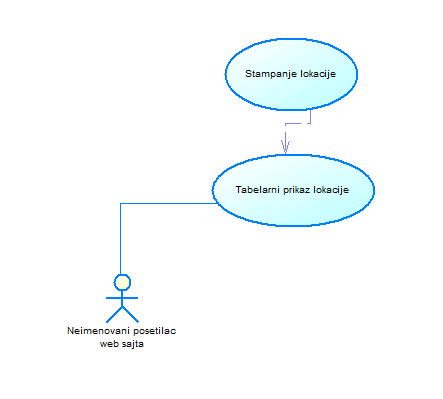 Stampanje lokacije
Tabelarni prikaz lokacije
Neimenovani posetilac
web sajta